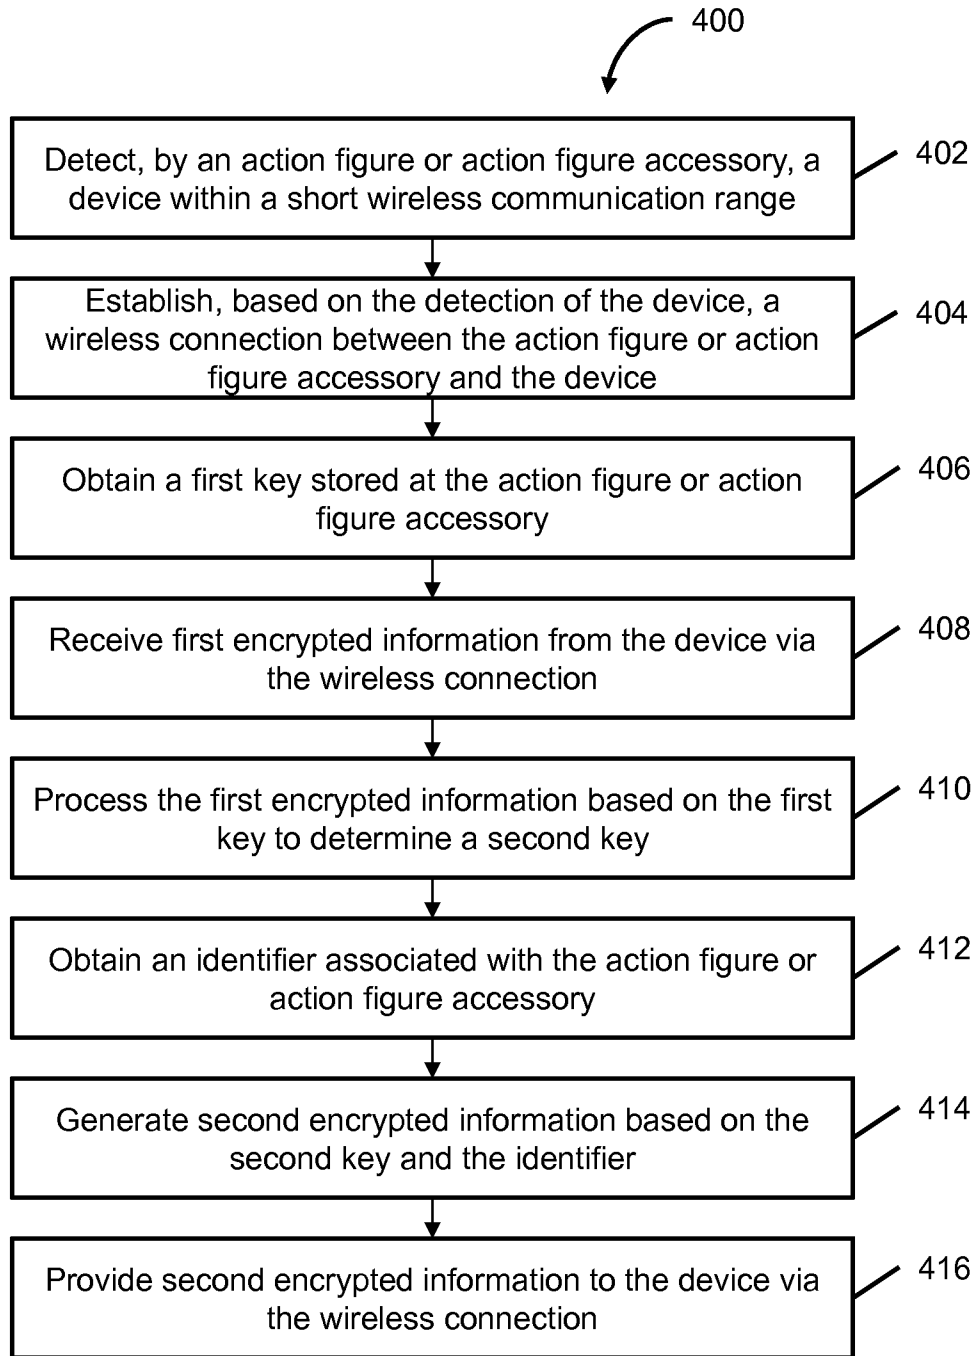 400
Detect, by an action figure or action figure accessory, a
device within a short wireless communication range
402
Establish, based on the detection of the device, a
wireless connection between the action figure or action
figure accessory and the device
404
Obtain a first key stored at the action figure or action
figure accessory
406
Receive first encrypted information from the device via
the wireless connection
408
Process the first encrypted information based on the first
key to determine a second key
410
Obtain an identifier associated with the action figure or
action figure accessory
412
Generate second encrypted information based on the
second key and the identifier
414
Provide second encrypted information to the device via
the wireless connection
416